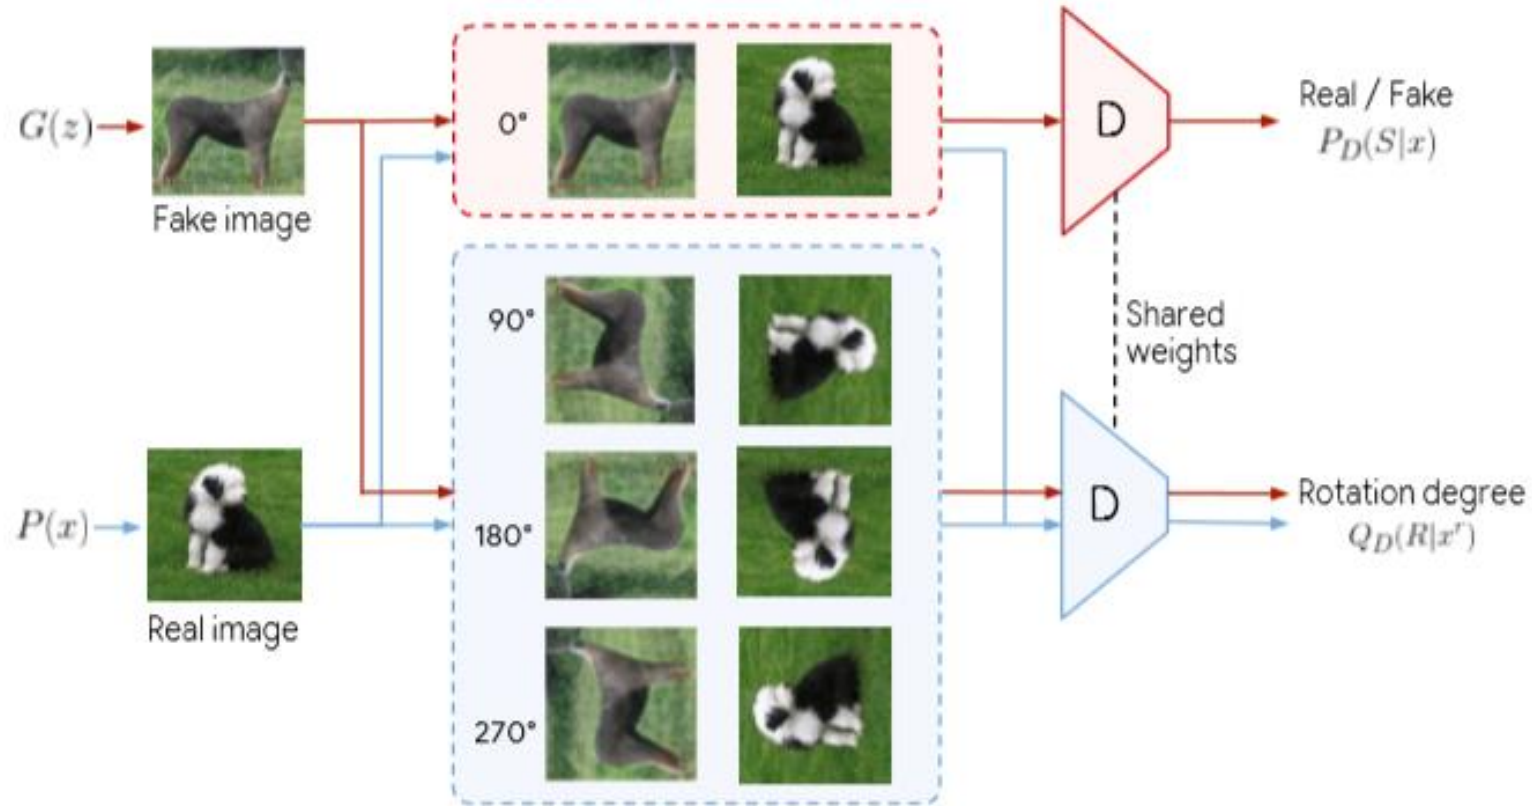 G(z)
Fake image
0°
D
Real / Fake
P_D(S|x)
90°
Shared
weights
180°
D
Rotation degree
Q_D(R|x^r)
P(x)
Real image
270°